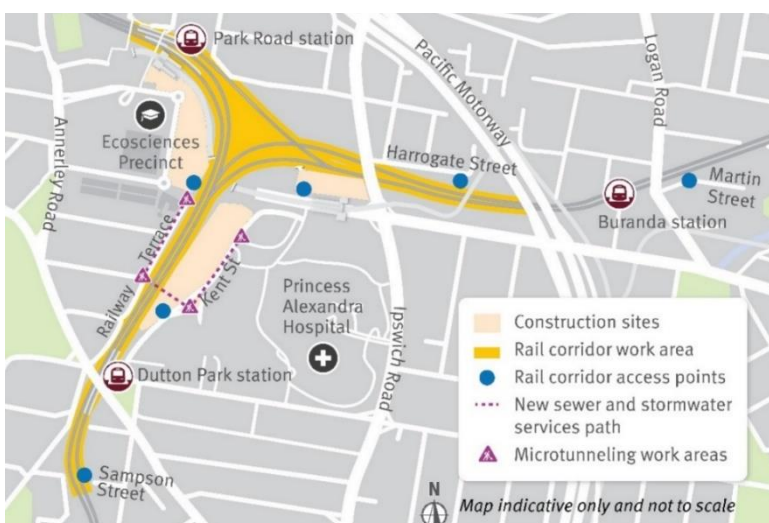 Park Road station
Pacific Motorway
Logan Road
Annerley Road
Ecosciences
Precinct
Harrogate Street
Martin
Street
Buranda station
Railway Terrace
Kent St
Princess
Alexandra
Hospital
Ipswich Road
Dutton Park station
Sampson
Street
Construction sites
Rail corridor work area
Rail corridor access points
New sewer and stormwater
services path
Microtunneling work areas
N
Map indicative only and not to scale